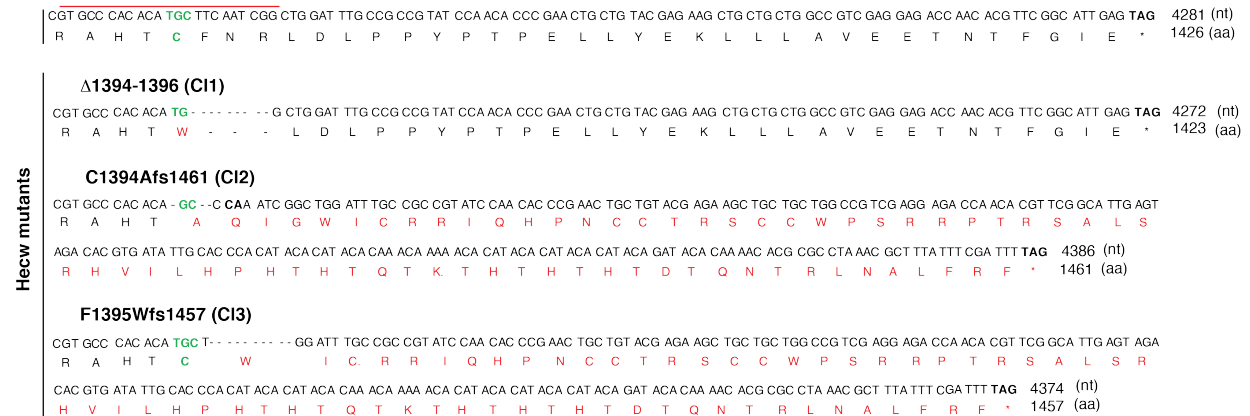 CGT GCC CAC ACA TGC TTC AAT CGG CTG GAT TTG CCG CCG TAT CCA ACA CCC GAA CTG CTG TAC GAG AAG CTG CTG CTG GCC GTC GAG GAG ACC AAC ACG TTC GGC ATT GAG TAG 4281 (nt)
R A H T C F N R L D L P P Y P T P E L L Y E K L L L A V E E T N T F G I E * 1426 (aa)
Δ1394-1396 (Cl1)
CGT GCC CAC ACA TG- --- --- --G CTG GAT TTG CCG CCG TAT CCA ACA CCC GAA CTG CTG TAC GAG AAG CTG CTG CTG GCC GTC GAG GAG ACC AAC ACG TTC GGC ATT GAG TAG 4272 (nt)
R A H T W - - - L D L P P Y P T P E L L Y E K L L L A V E E T N T F G I E * 1423 (aa)
Hecw mutants
C1394Afs1461 (Cl2)
CGT GCC CAC ACA -GC --C CAA ATC GGC TGG ATT TGC CGC CGT ATC CAA CAC CCG AAC TGC TGT ACG AGA AGC TGC TGC TGG CCG TCG AGG AGA CCA ACA CGT TCG GCA TTG AGT
R A H T A Q I G W I C R R I Q H P N C C T R S C C W P S R R P T R S A L S
AGA CAC GTG ATA TTG CAC CCA CAT ACA CAT ACA CAA ACA AAA ACA CAT ACA CAT ACA CAT ACA GAT ACA CAA AAC ACG CGC CTA AAC GCT TTA TTT CGA TTT TAG 4386 (nt)
R H V I L H P H T H T Q T K T H T H T H T D T Q N T R L N A L F R F * 1461 (aa)
F1395Wfs1457 (Cl3)
CGT GCC CAC ACA TGC T-- --- --- --GG ATT TGC CGC CGT ATC CAA CAC CCG AAC TGC TGT ACG AGA AGC TGC TGC TGG CCG TCG AGG AGA CCA ACA CGT TCG GCA TTG AGT AGA
R A H T C W I C R R I Q H P N C C T R S C C W P S R R P T R S A L S R
CAC GTG ATA TTG CAC CCA CAT ACA CAT ACA CAA ACA AAA ACA CAT ACA CAT ACA CAT ACA GAT ACA CAA AAC ACG CGC CTA AAC GCT TTA TTT CGA TTT TAG 4374 (nt)
H V I L H P H T H T Q T K T H T H T H T D T Q N T R L N A L F R F * 1457 (aa)